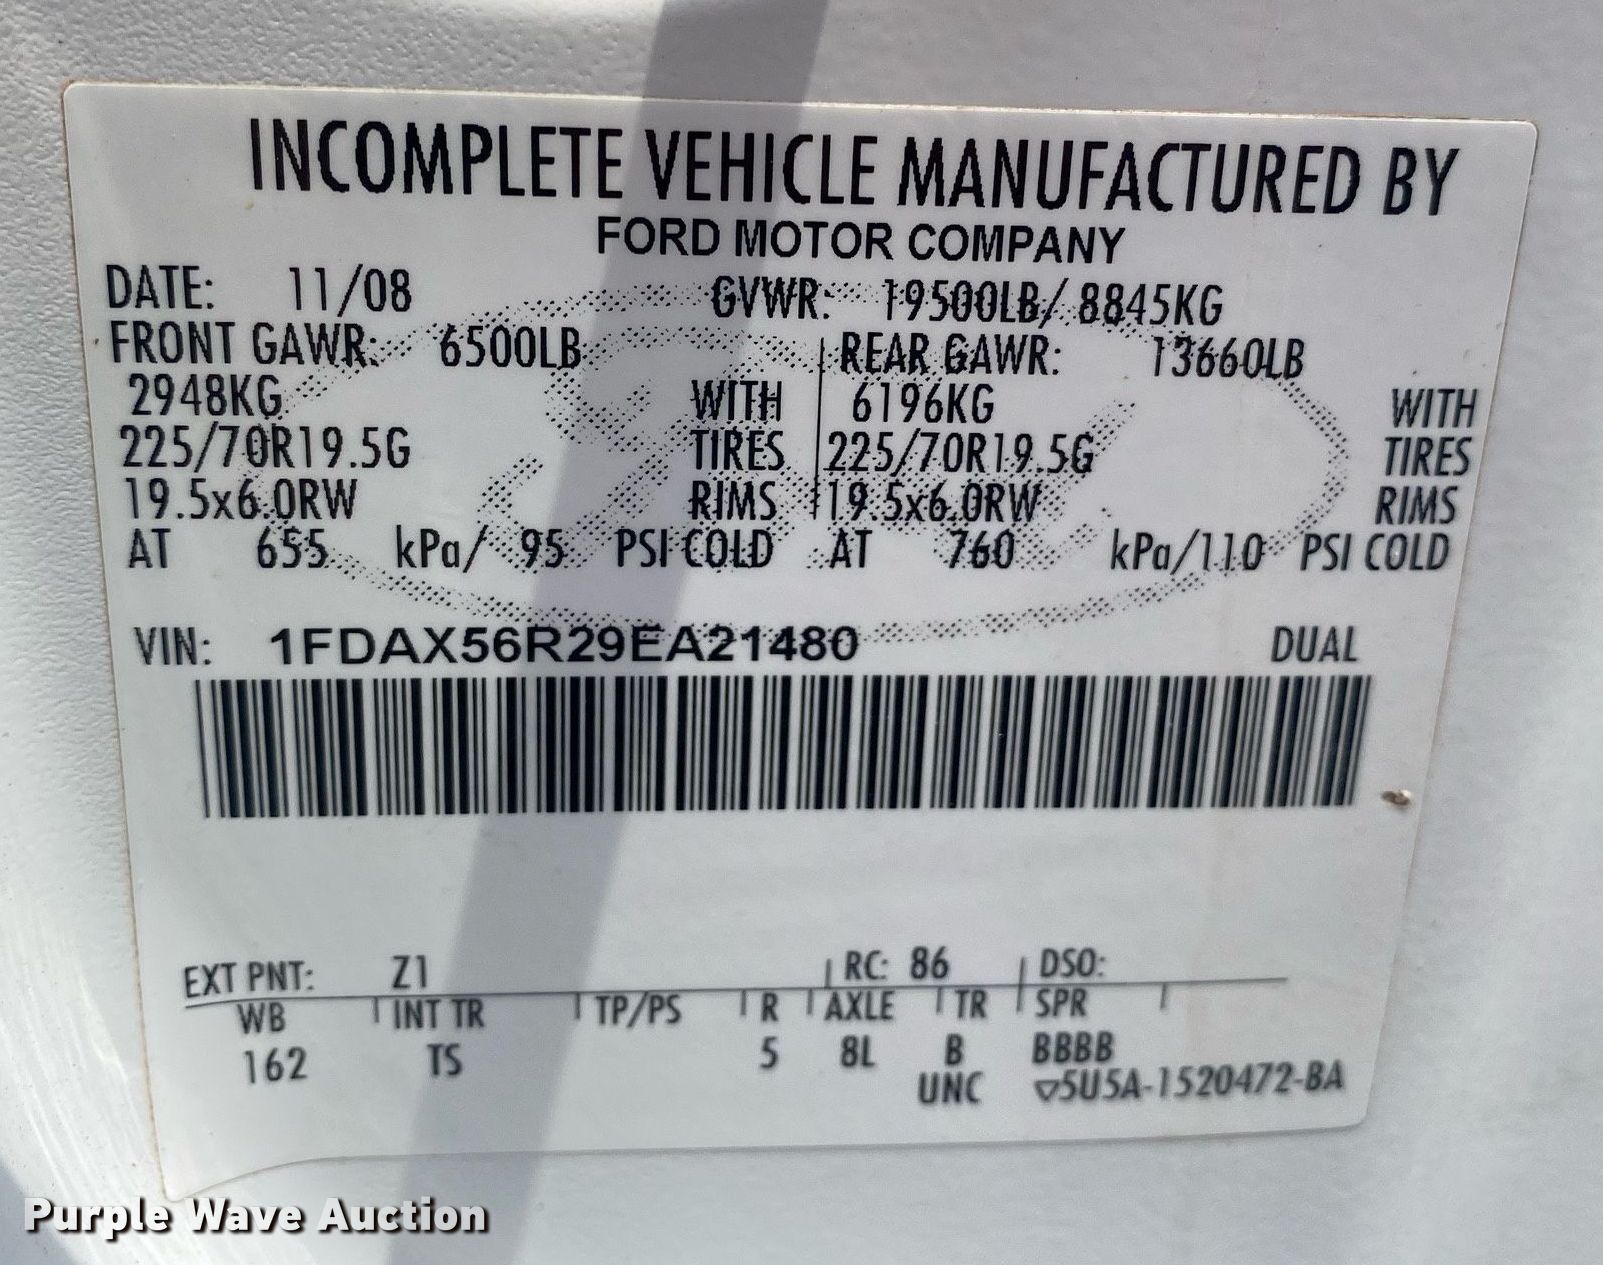 INCOMPLETE VEHICLE MANUFACTURED BY
FORD MOTOR COMPANY
DATE: 11/08 GVWR: 19500LB/ 8845KG
FRONT GAWR: 6500LB REAR GAWR: 13660LB
2948KG WITH 6196KG WITH
225/70R19.5G TIRES 225/70R19.5G TIRES
19.5x6.0RW RIMS 19.5x6.0RW RIMS
AT 655 kPa/ 95 PSI COLD AT 760 kPa/110 PSI COLD
VIN: 1FDAX56R29EA21480 DUAL
EXT PNT: Z1 RC: 86 DSO:
WB INT TR TP/PS R AXLE TR SPR
162 TS 5 8L B BBBB
UNC ▽5U5A-1520472-BA
Purple Wave Auction